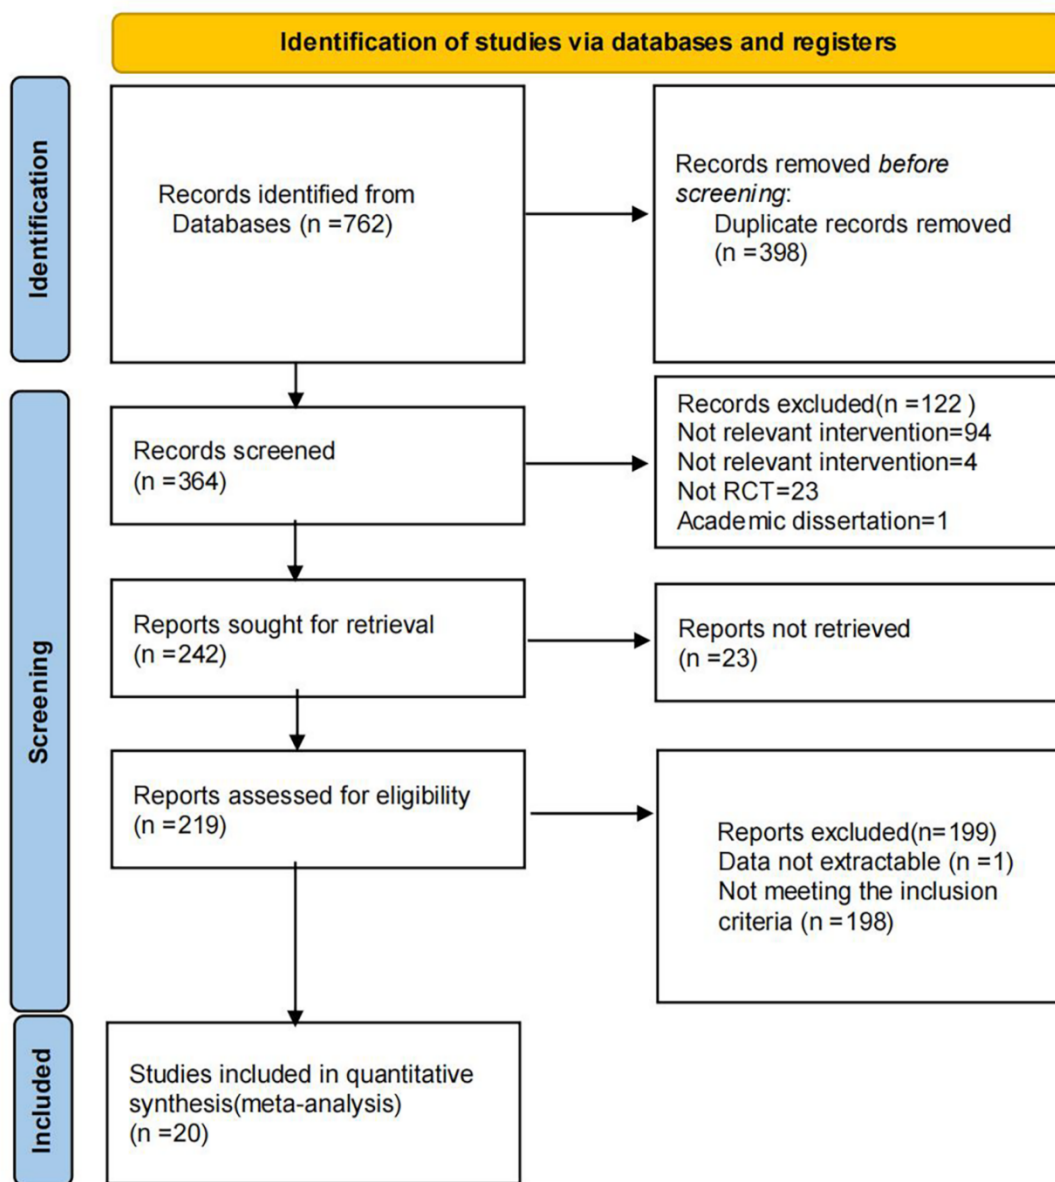 Identification of studies via databases and registers
Identification
Records identified from
Databases (n =762)
Records removed before
screening:
Duplicate records removed
(n =398)
Screening
Records screened
(n =364)
Records excluded(n =122 )
Not relevant intervention=94
Not relevant intervention=4
Not RCT=23
Academic dissertation=1
Reports sought for retrieval
(n =242)
Reports not retrieved
(n =23)
Reports assessed for eligibility
(n =219)
Reports excluded(n=199)
Data not extractable (n =1)
Not meeting the inclusion
criteria (n =198)
Included
Studies included in quantitative
synthesis(meta-analysis)
(n =20)